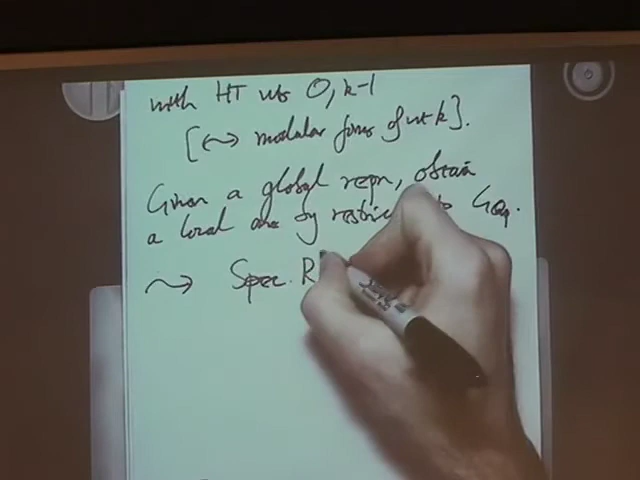 with HT wts 0, k-1
[↔ modular forms of wt k].
Given a global repn, obtain
a local one by restric to G_Qp.
⇝ Spec R